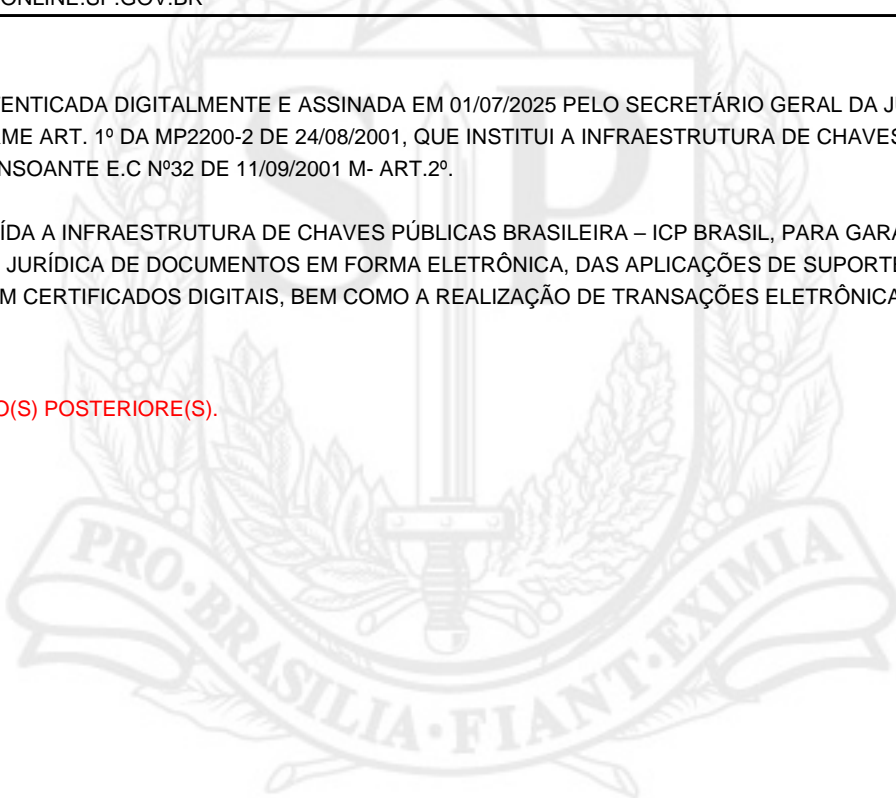 ONLINE.SP.GOV.BR
ENTICADA DIGITALMENTE E ASSINADA EM 01/07/2025 PELO SECRETÁRIO GERAL DA J
ME ART. 1º DA MP2200-2 DE 24/08/2001, QUE INSTITUI A INFRAESTRUTURA DE CHAVES
NSOANTE E.C Nº32 DE 11/09/2001 M- ART.2º.
ÍDA A INFRAESTRUTURA DE CHAVES PÚBLICAS BRASILEIRA – ICP BRASIL, PARA GARA
JURÍDICA DE DOCUMENTOS EM FORMA ELETRÔNICA, DAS APLICAÇÕES DE SUPORTE
M CERTIFICADOS DIGITAIS, BEM COMO A REALIZAÇÃO DE TRANSAÇÕES ELETRÔNICA
O(S) POSTERIORE(S).
SP
PRO·BRASILIA·FIANT·EXIMIA